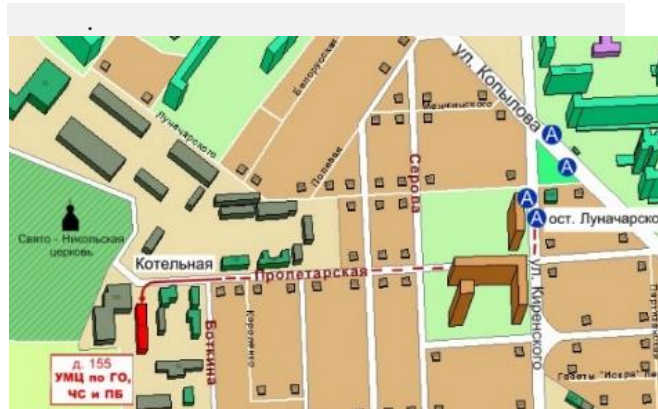 ул. Копылова
Белорусская
Луначарского
Полевая
Серова
ост. Луначарско
Свято - Никольская
церковь
Котельная
Пролетарская
ул. Киренского
Боткина
Короленко
Газеты "Искра"
д. 155
УМЦ по ГО,
ЧС и ПБ
А
А
А
А